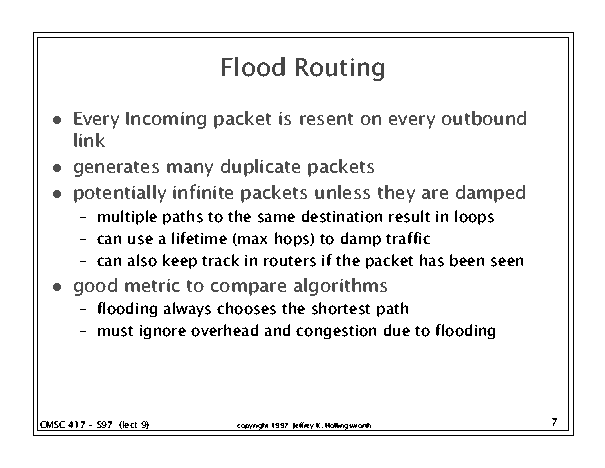 Flood Routing
● Every Incoming packet is resent on every outbound
link
● generates many duplicate packets
● potentially infinite packets unless they are damped
– multiple paths to the same destination result in loops
– can use a lifetime (max hops) to damp traffic
– can also keep track in routers if the packet has been seen
● good metric to compare algorithms
– flooding always chooses the shortest path
– must ignore overhead and congestion due to flooding
CMSC 417 - S97 (lect 9)
copyright 1997 Jeffrey K. Hollingsworth
7